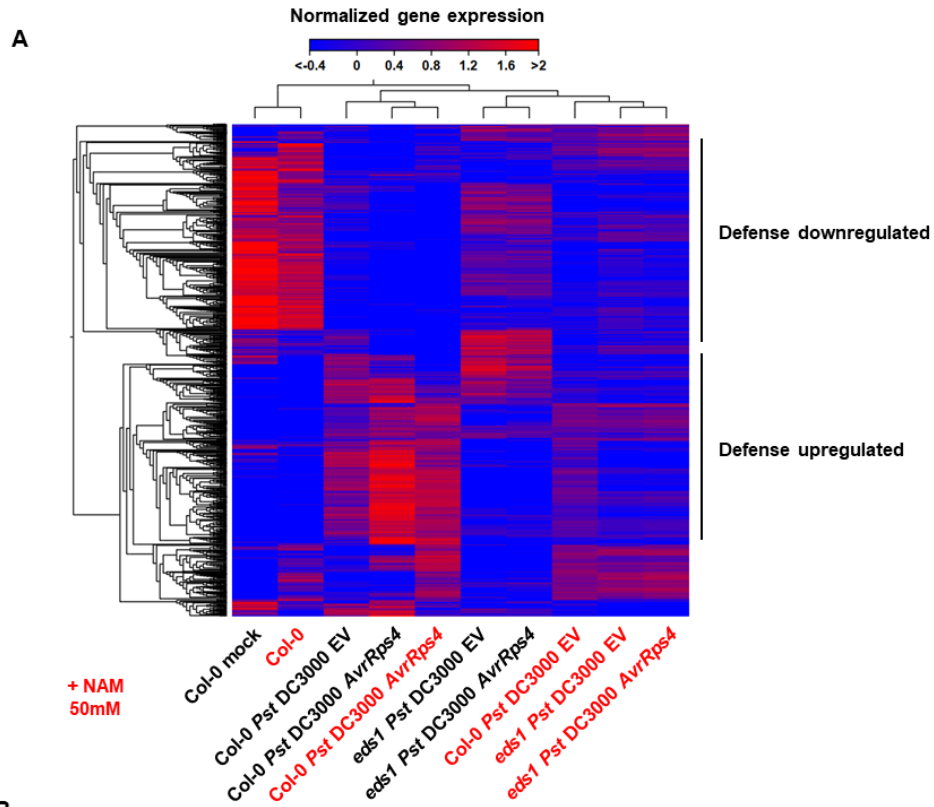 A
Normalized gene expression
<-0.4 0 0.4 0.8 1.2 1.6 >2
Defense downregulated
Defense upregulated
Col-0 mock
Col-0
Col-0 Pst DC3000 EV
Col-0 Pst DC3000 AvrRps4
Col-0 Pst DC3000 AvrRps4
eds1 Pst DC3000 EV
eds1 Pst DC3000 AvrRps4
Col-0 Pst DC3000 EV
eds1 Pst DC3000 EV
eds1 Pst DC3000 AvrRps4
+ NAM
50mM